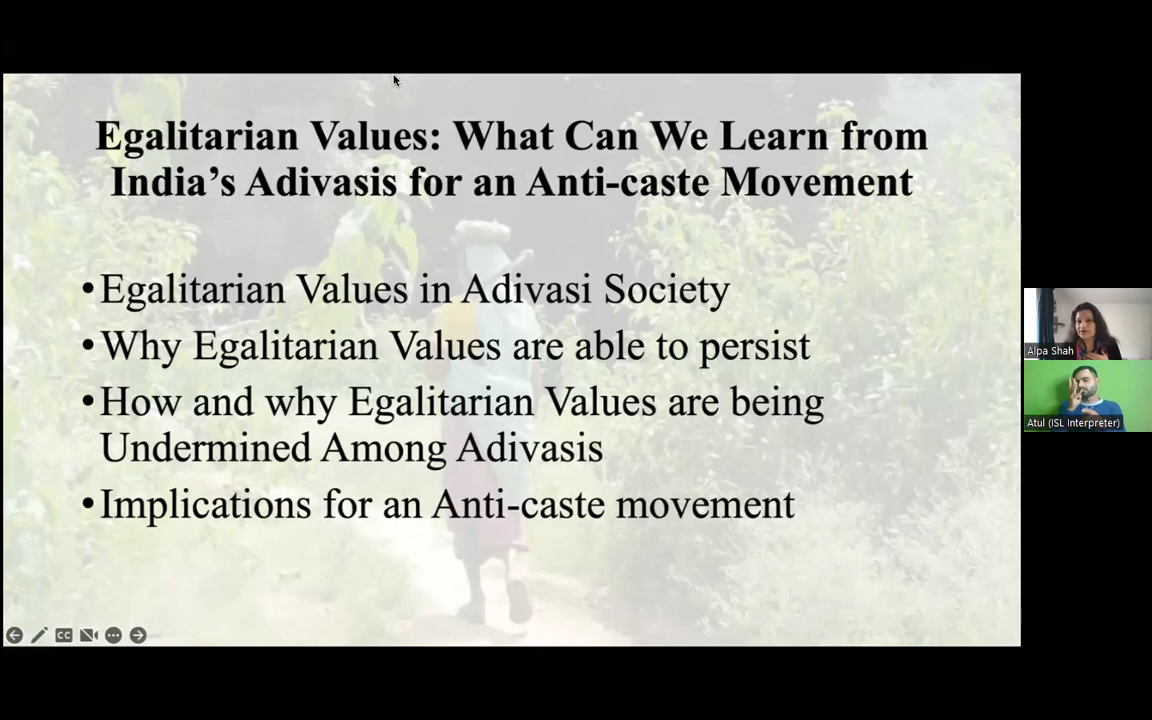 Egalitarian Values: What Can We Learn from
India's Adivasis for an Anti-caste Movement
•Egalitarian Values in Adivasi Society
•Why Egalitarian Values are able to persist
•How and why Egalitarian Values are being
Undermined Among Adivasis
•Implications for an Anti-caste movement
Alpa Shah
Atul (ISL Interpreter)
CC